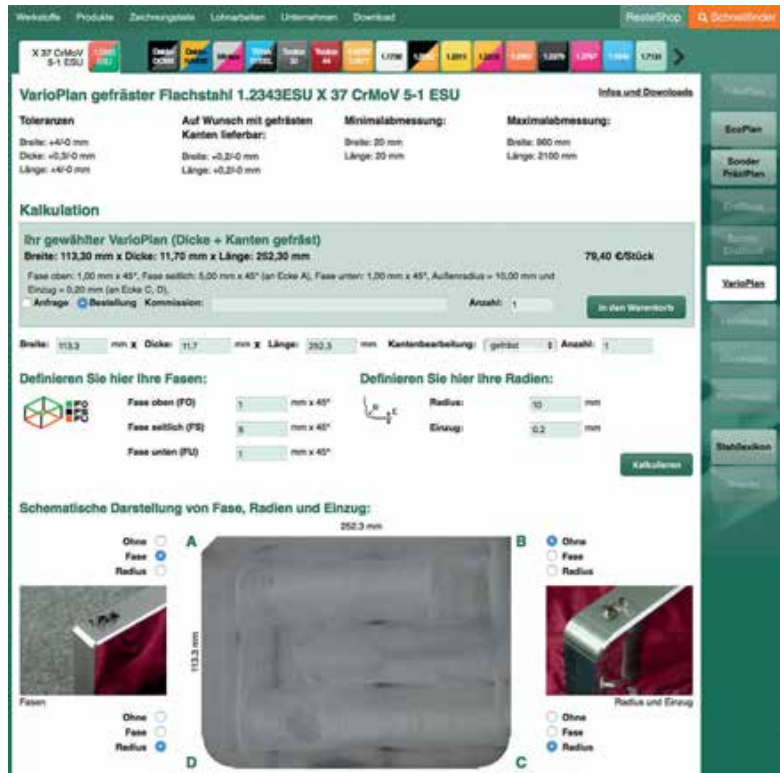 Werkstoffe Produkte Zeichnungsteile Lohnarbeiten Unternehmen Download ResteShop Schnellfinder
X 37 CrMoV 5-1 ESU 1.2343 ESU
VarioPlan gefräster Flachstahl 1.2343ESU X 37 CrMoV 5-1 ESU
Infos und Downloads
Toleranzen
Breite: +4/-0 mm
Dicke: +0,3/-0 mm
Länge: +4/-0 mm
Auf Wunsch mit gefrästen
Kanten lieferbar:
Breite: +0,2/-0 mm
Länge: +0,2/-0 mm
Minimalabmessung:
Breite: 20 mm
Länge: 20 mm
Maximalabmessung:
Breite: 960 mm
Länge: 2100 mm
EcoPlan
Sonder
PräziPlan
VarioPlan
Stahllexikon
Kalkulation
Ihr gewählter VarioPlan (Dicke + Kanten gefräst)
Breite: 113,30 mm x Dicke: 11,70 mm x Länge: 252,30 mm 79,40 €/Stück
Fase oben: 1,00 mm x 45°, Fase seitlich: 5,00 mm x 45° (an Ecke A), Fase unten: 1,00 mm x 45°, Außenradius = 10,00 mm und
Einzug = 0,20 mm (an Ecke C, D),
Anfrage Bestellung Kommission: Anzahl: 1 In den Warenkorb
Breite: 113.3 mm x Dicke: 11.7 mm x Länge: 252.3 mm Kantenbearbeitung: gefräst Anzahl: 1
Definieren Sie hier Ihre Fasen:
FO
FS
FU
Fase oben (FO) 1 mm x 45°
Fase seitlich (FS) 5 mm x 45°
Fase unten (FU) 1 mm x 45°
Definieren Sie hier Ihre Radien:
R E
Radius: 10 mm
Einzug: 0.2 mm
Kalkulieren
Schematische Darstellung von Fase, Radien und Einzug:
252.3 mm
Ohne
Fase
Radius
A
B
Ohne
Fase
Radius
113.3 mm
Fasen
Radius und Einzug
Ohne
Fase
Radius
D
C
Ohne
Fase
Radius